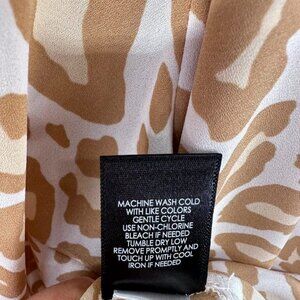 MACHINE WASH COLD
WITH LIKE COLORS
GENTLE CYCLE
USE NON-CHLORINE
BLEACH IF NEEDED
TUMBLE DRY LOW
REMOVE PROMPTLY AND
TOUCH UP WITH COOL
IRON IF NEEDED